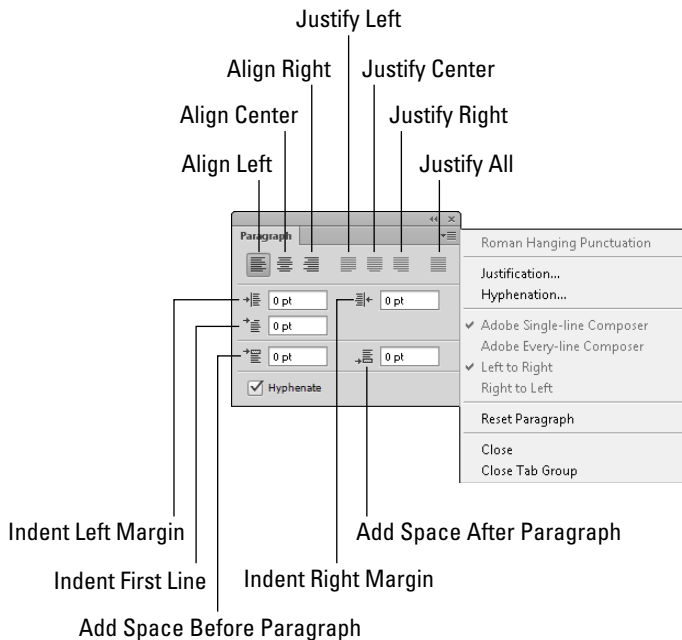 Justify Left
Align Right Justify Center
Align Center Justify Right
Align Left Justify All
Paragraph
Roman Hanging Punctuation
Justification...
Hyphenation...
Adobe Single-line Composer
Adobe Every-line Composer
Left to Right
Right to Left
Reset Paragraph
Close
Close Tab Group
0 pt 0 pt
0 pt
0 pt 0 pt
Hyphenate
Indent Left Margin Add Space After Paragraph
Indent First Line Indent Right Margin
Add Space Before Paragraph